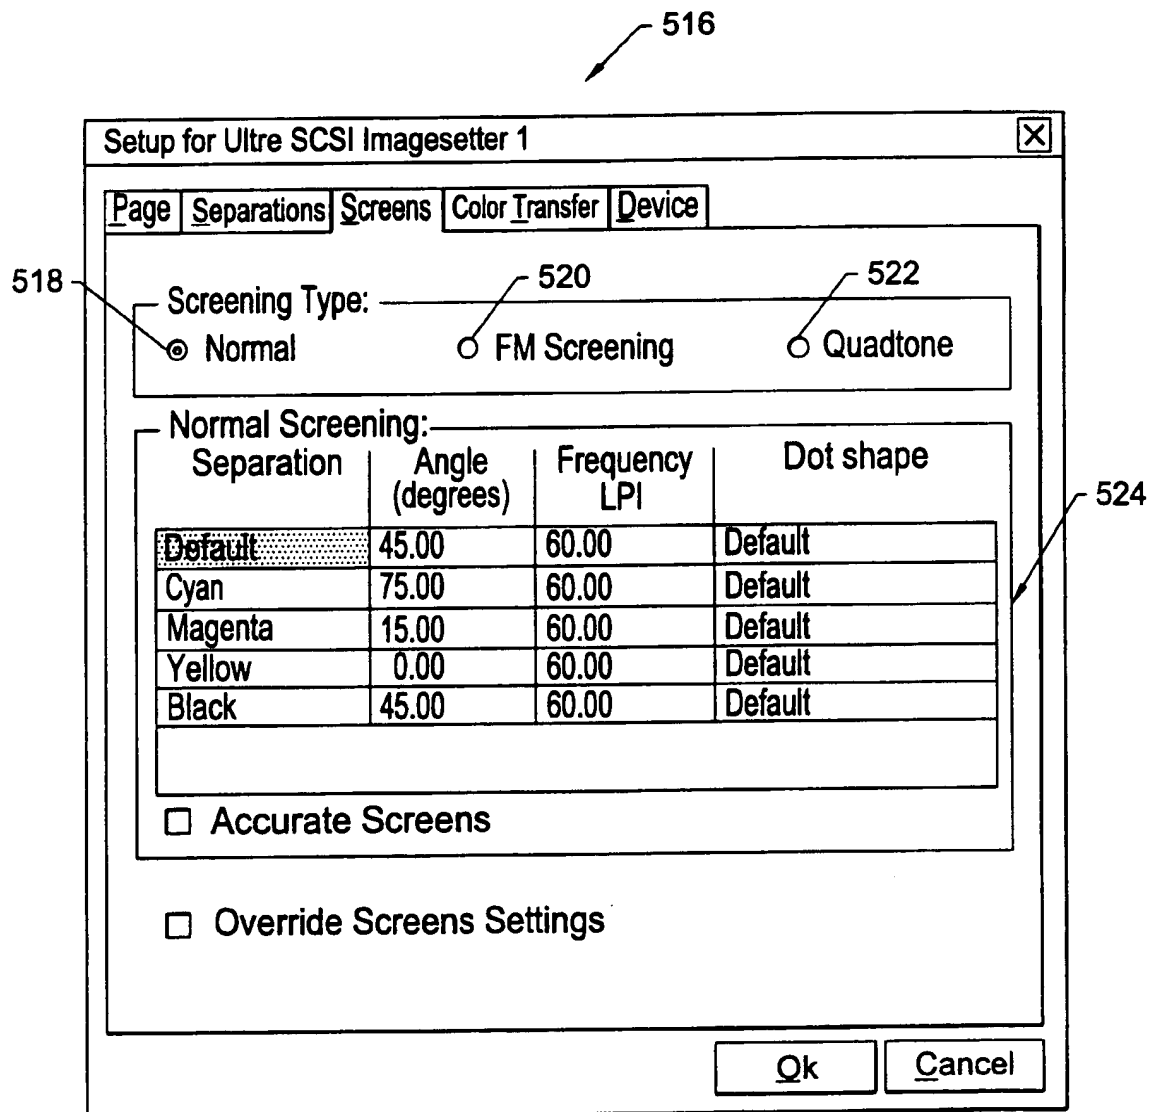 516
Setup for Ultre SCSI Imagesetter 1
Page Separations Screens Color Transfer Device
518
520
522
Screening Type:
Normal FM Screening Quadtone
Normal Screening:
Separation Angle (degrees) Frequency LPI Dot shape
524
Default 45.00 60.00 Default
Cyan 75.00 60.00 Default
Magenta 15.00 60.00 Default
Yellow 0.00 60.00 Default
Black 45.00 60.00 Default
Accurate Screens
Override Screens Settings
Ok Cancel